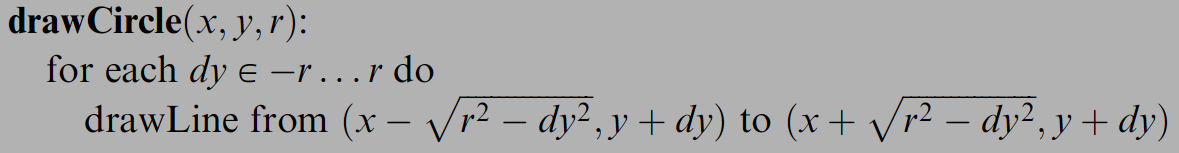 drawCircle(x, y, r):
for each dy ∈ −r . . . r do
drawLine from (x − √(r² − dy²), y + dy) to (x + √(r² − dy²), y + dy)